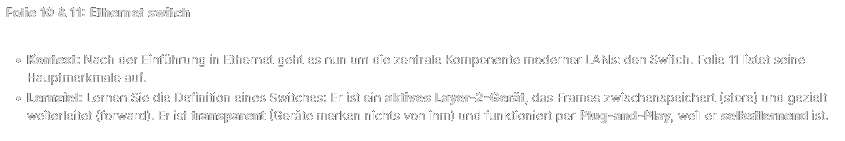 Folie 10 & 11: Ethernet switch
• Kontext: Nach der Einführung in Ethernet geht es nun um die zentrale Komponente moderner LANs: den Switch. Folie 11 listet seine
Hauptmerkmale auf.
• Lernziel: Lernen Sie die Definition eines Switches: Er ist ein aktives Layer-2-Gerät, das Frames zwischenspeichert (store) und gezielt
weiterleitet (forward). Er ist transparent (Geräte merken nichts von ihm) und funktioniert per Plug-and-Play, weil er selbstlernend ist.